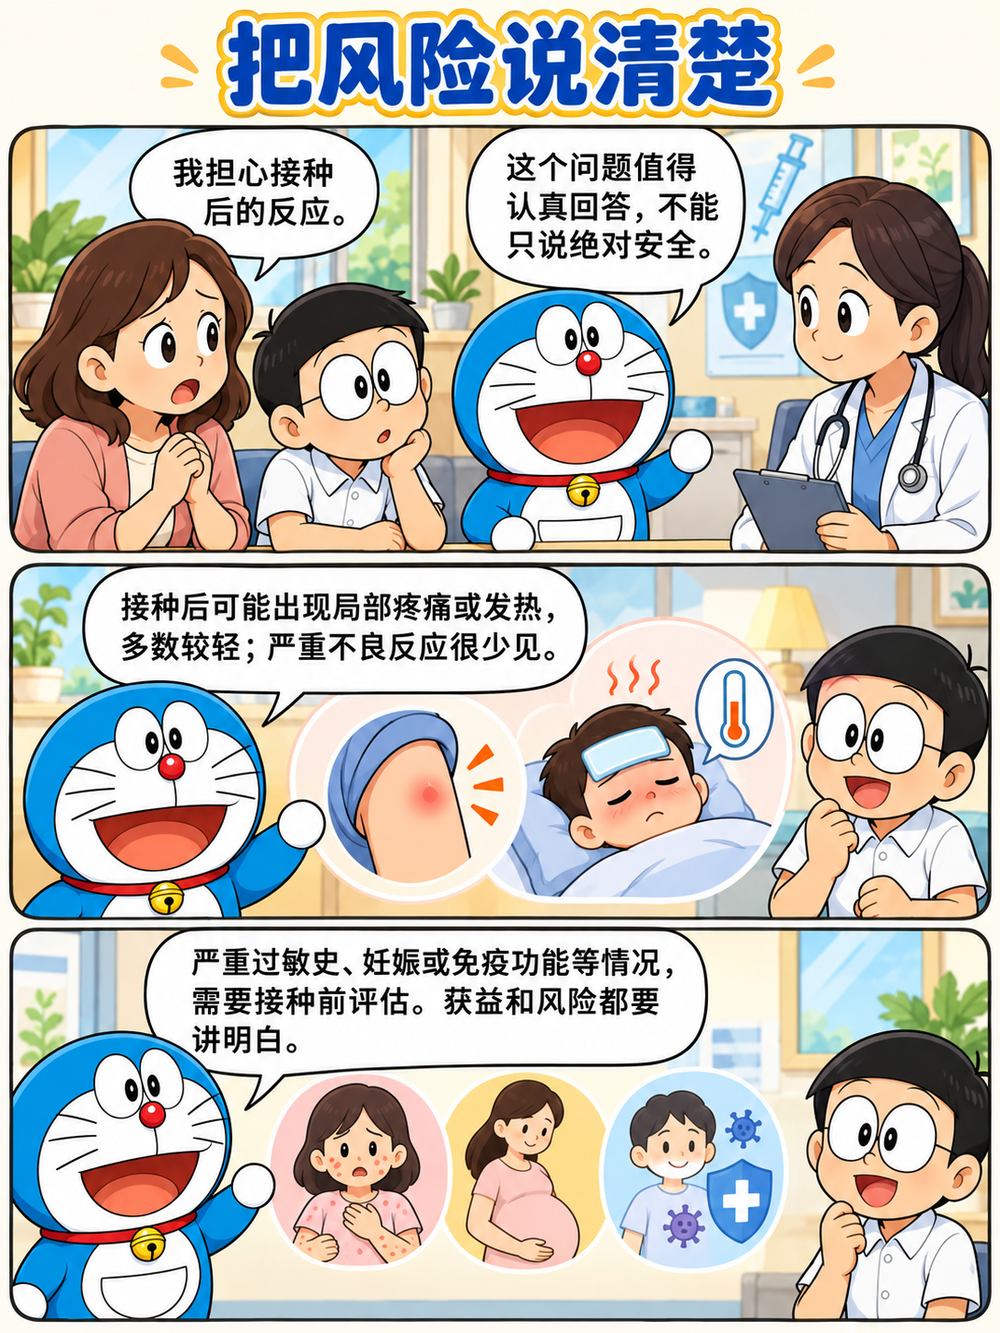 把风险说清楚
我担心接种
后的反应。
这个问题值得
认真回答，不能
只说绝对安全。
接种后可能出现局部疼痛或发热，
多数较轻；严重不良反应很少见。
严重过敏史、妊娠或免疫功能等情况，
需要接种前评估。获益和风险都要
讲明白。